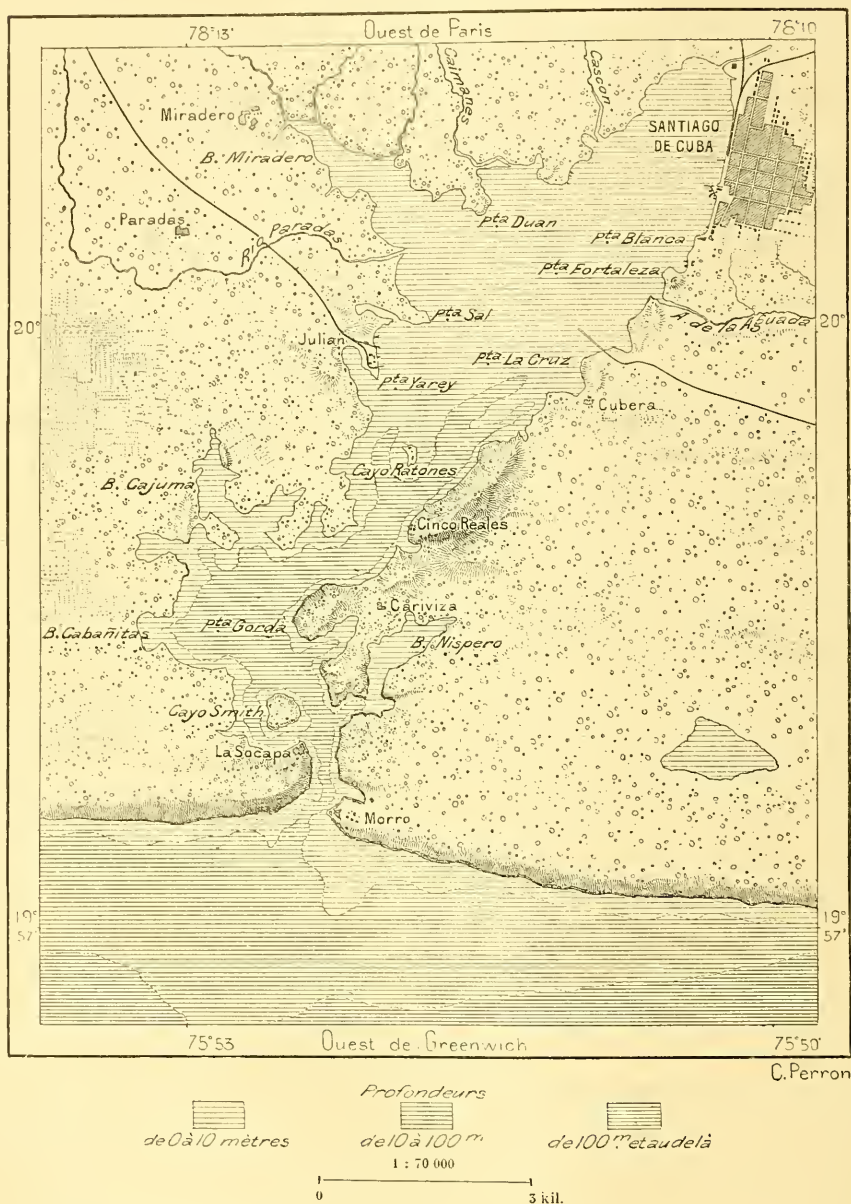 78°13'
Ouest de Paris
78°10
Caimanes
Cascon
Miradero
SANTIAGO
DE CUBA
B. Miradero
Paradas
Rio Paradas
Pta Duan
Pta Blanca
Pta Fortaleza
Pta Sal
A de la Aguada
20°
20°
Julian
Pta La Cruz
Pta Yarey
Cubera
Cayo Ratones
B. Cajuma
Cinco Reales
Cariviza
Pta Gorda
B. Cabañitas
B. Nispero
Cayo Smith
La Socapa
Morro
19°
57'
19°
57'
75°53
Ouest de Greenwich
75°50'
C. Perron
Profondeurs
de 0 à 10 mètres
de 10 à 100 m
de 100 m et au delà
1 : 70 000
0
3 kil.